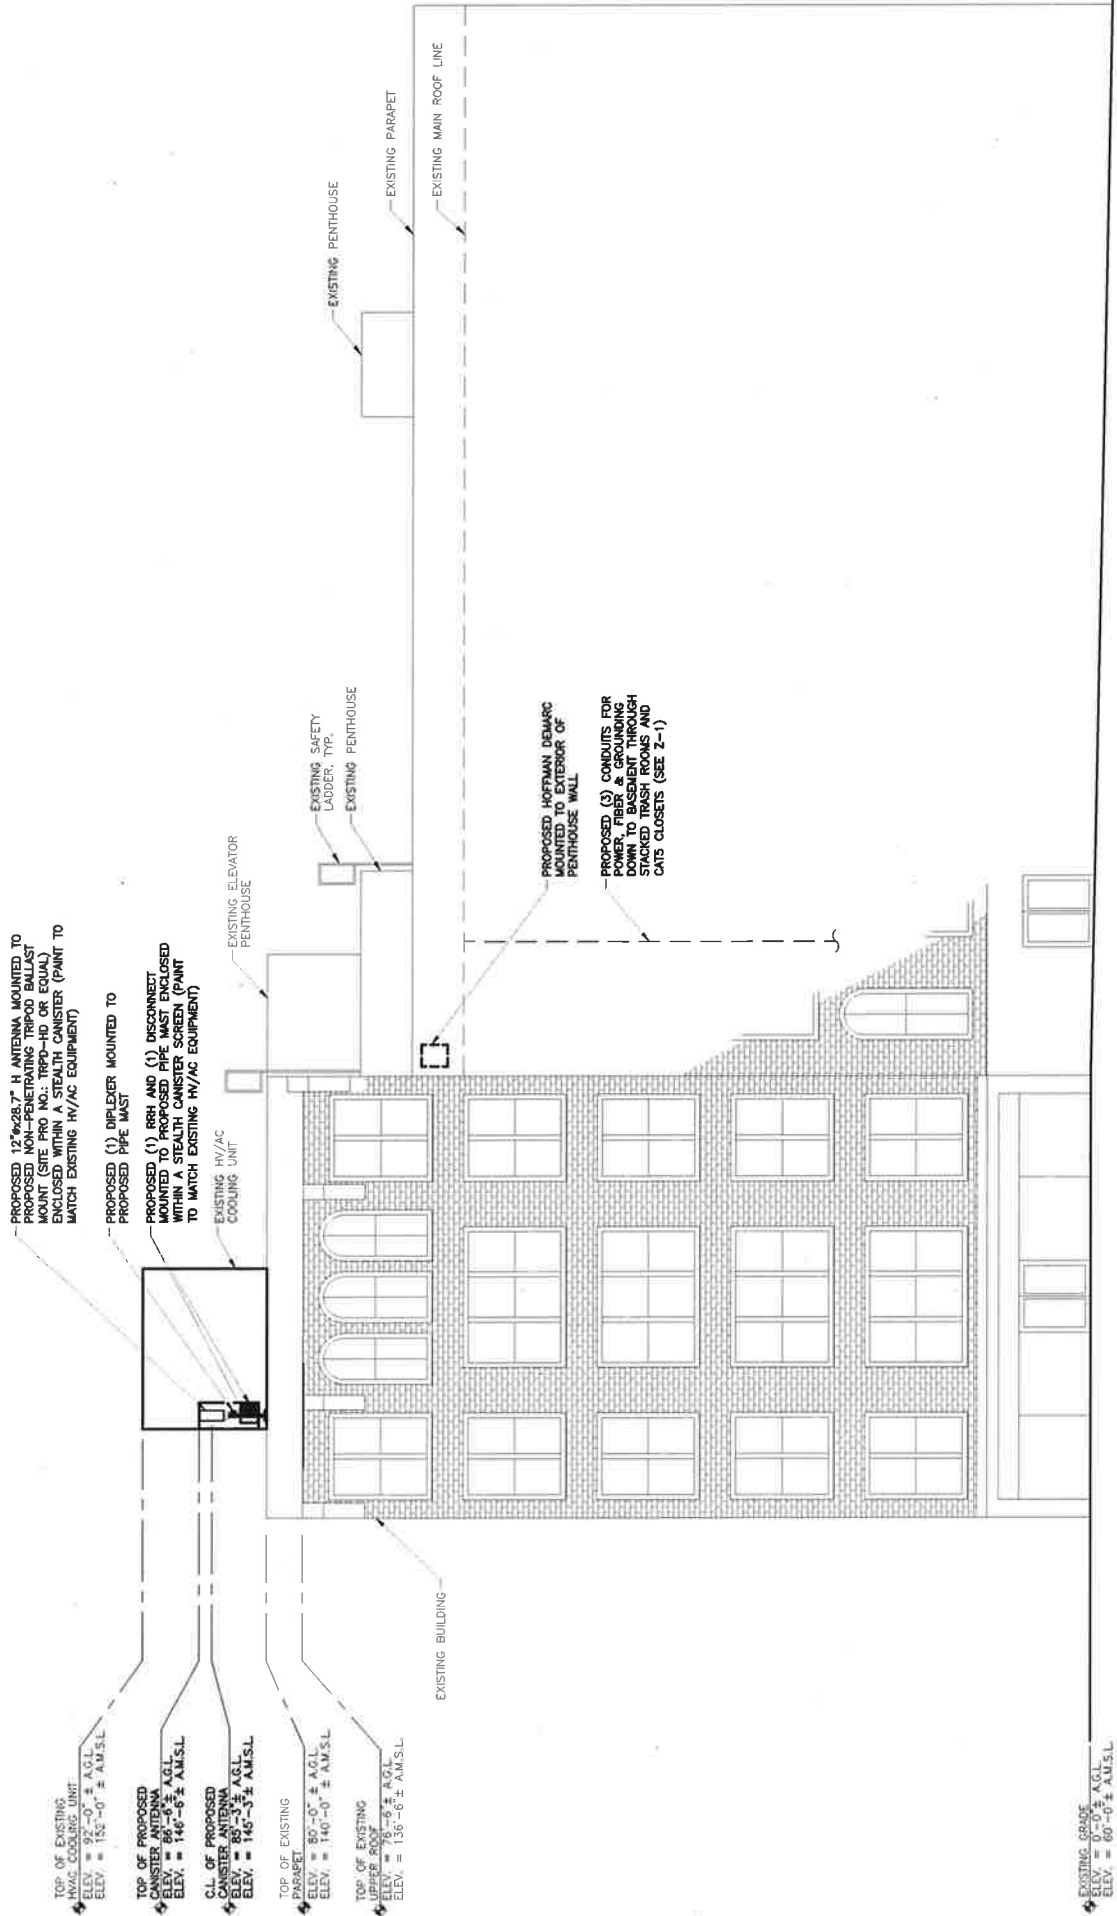 PROPOSED 12"øx28.7" H ANTENNA MOUNTED TO
PROPOSED NON-PENETRATING TRIPOD BALLAST
MOUNT (SITE PRO NO.: TRPD-HD OR EQUAL)
ENCLOSED WITHIN A STEALTH CANISTER (PAINT TO
MATCH EXISTING HV/AC EQUIPMENT)
PROPOSED (1) DIPLEXER MOUNTED TO
PROPOSED PIPE MAST
PROPOSED (1) RRH AND (1) DISCONNECT
MOUNTED TO PROPOSED PIPE MAST ENCLOSED
WITHIN A STEALTH CANISTER SCREEN (PAINT
TO MATCH EXISTING HV/AC EQUIPMENT)
EXISTING HV/AC
COOLING UNIT
EXISTING ELEVATOR
PENTHOUSE
EXISTING SAFETY
LADDER, TYP.
EXISTING PENTHOUSE
EXISTING PENTHOUSE
EXISTING PARAPET
EXISTING MAIN ROOF LINE
PROPOSED HOFFMAN DEMARC
MOUNTED TO EXTERIOR OF
PENTHOUSE WALL
PROPOSED (3) CONDUITS FOR
POWER, FIBER & GROUNDING
DOWN TO BASEMENT THROUGH
STACKED TRASH ROOMS AND
CAT5 CLOSETS (SEE Z-1)
TOP OF EXISTING
HVAC COOLING UNIT
ELEV. = 92'-0" ± A.G.L.
ELEV. = 152'-0" ± A.M.S.L.
TOP OF PROPOSED
CANISTER ANTENNA
ELEV. = 86'-6"± A.G.L.
ELEV. = 146'-6"± A.M.S.L.
C.L. OF PROPOSED
CANISTER ANTENNA
ELEV. = 85'-3"± A.G.L.
ELEV. = 145'-3"± A.M.S.L.
TOP OF EXISTING
PARAPET
ELEV. = 80'-0" ± A.G.L.
ELEV. = 140'-0" ± A.M.S.L.
TOP OF EXISTING
UPPER ROOF
ELEV. = 76'-6"± A.G.L.
ELEV. = 136'-6"± A.M.S.L.
EXISTING BUILDING
EXISTING GRADE
ELEV. = 0'-0"± A.G.L.
ELEV. = 60'-0"± A.M.S.L.